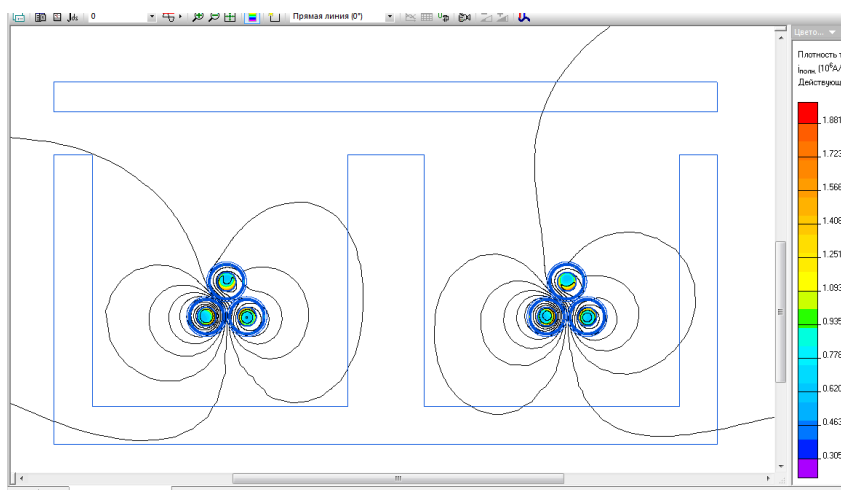 0
Прямая линия (0°)
Цвето...
Плотность т
iполн. (10⁶А/
Действующ
1.881
1.723
1.566
1.408
1.251
1.093
0.935
0.778
0.620
0.463
0.305